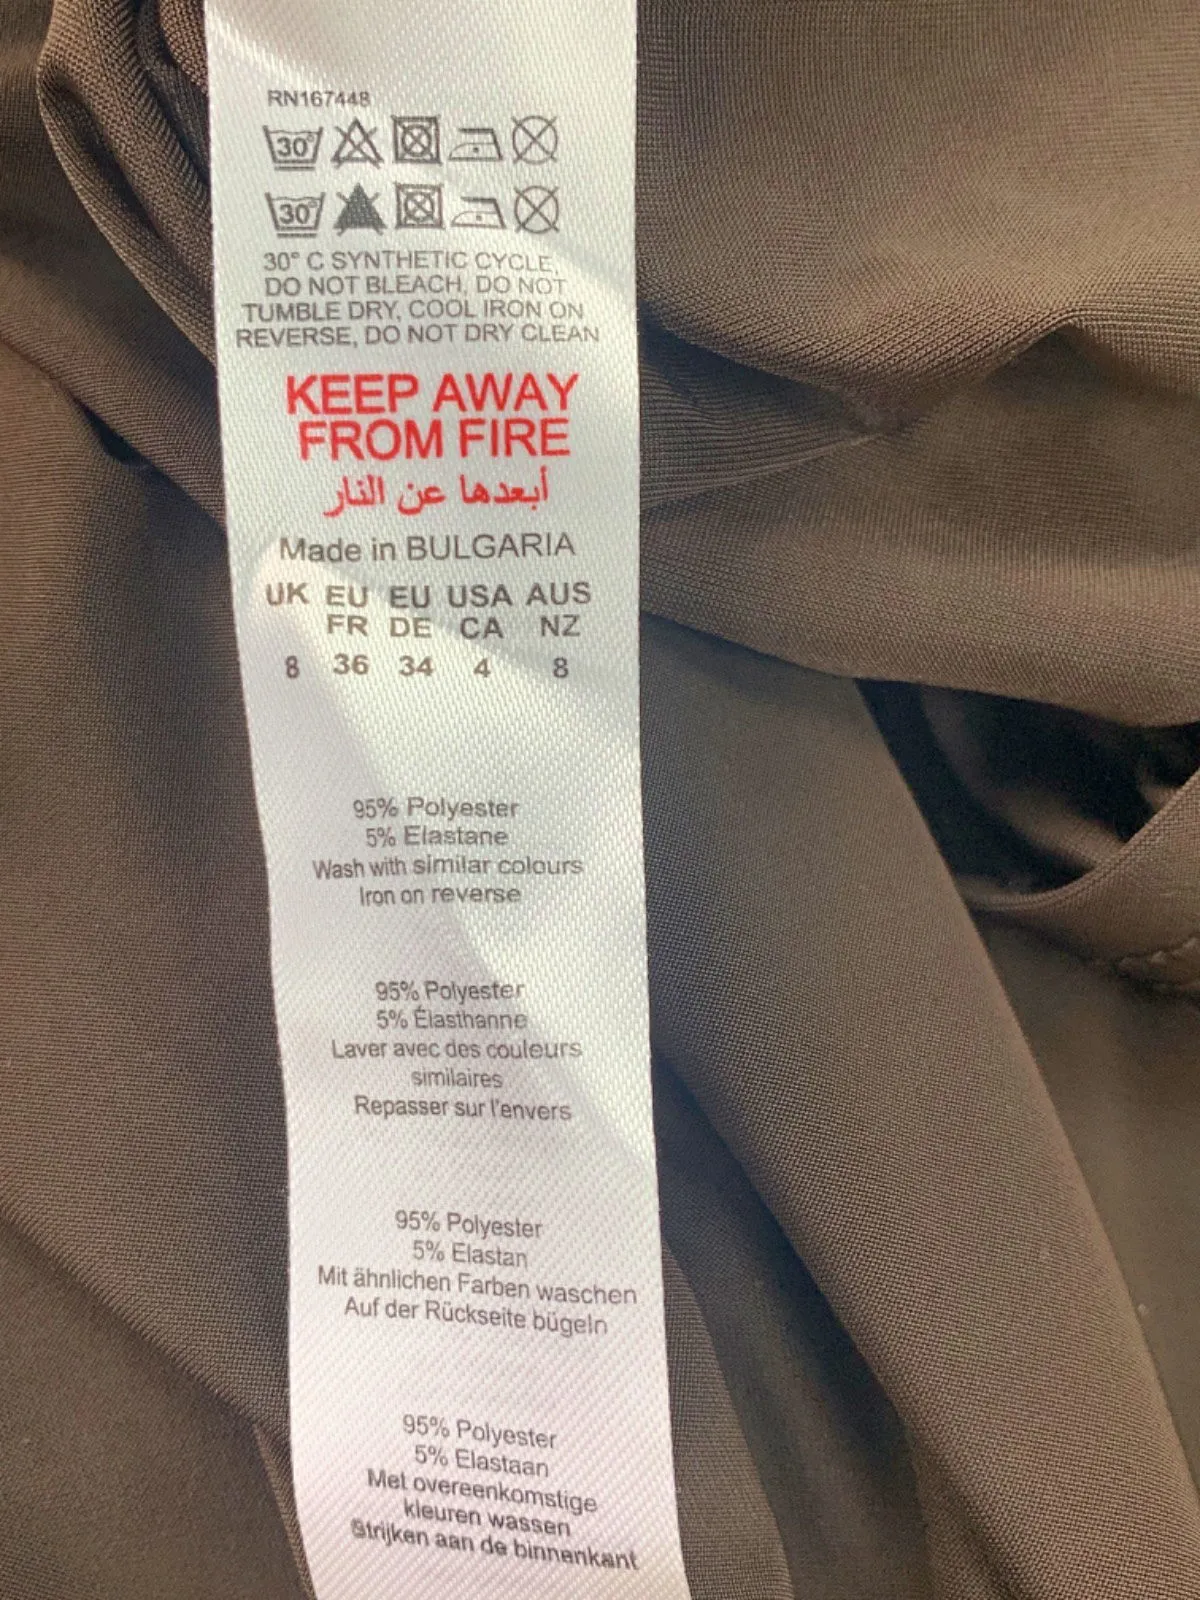 RN167448
30°
30°
30° C SYNTHETIC CYCLE,
DO NOT BLEACH, DO NOT
TUMBLE DRY, COOL IRON ON
REVERSE, DO NOT DRY CLEAN
KEEP AWAY
FROM FIRE
أبعدها عن النار
Made in BULGARIA
UK EU EU USA AUS
FR DE CA NZ
8 36 34 4 8
95% Polyester
5% Elastane
Wash with similar colours
Iron on reverse
95% Polyester
5% Élasthanne
Laver avec des couleurs
similaires
Repasser sur l'envers
95% Polyester
5% Elastan
Mit ähnlichen Farben waschen
Auf der Rückseite bügeln
95% Polyester
5% Elastaan
Met overeenkomstige
kleuren wassen
Strijken aan de binnenkant